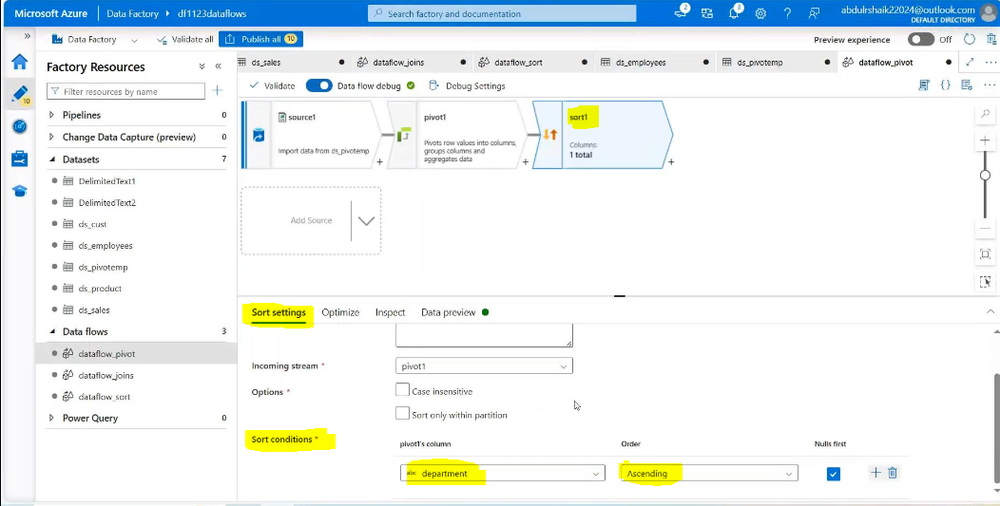 Microsoft Azure
Data Factory
df1123dataflows
Search factory and documentation
2
3
abdulrshaik22024@outlook.com
DEFAULT DIRECTORY
Data Factory
Validate all
Publish all 10
Preview experience
Off
10
Factory Resources
Filter resources by name
Pipelines 0
Change Data Capture (preview) 0
Datasets 7
DelimitedText1
DelimitedText2
ds_cust
ds_employees
ds_pivotemp
ds_product
ds_sales
Data flows 3
dataflow_pivot
dataflow_joins
dataflow_sort
Power Query 0
ds_sales
dataflow_joins
dataflow_sort
ds_employees
ds_pivotemp
dataflow_pivot
Validate
Data flow debug
Debug Settings
source1
Import data from ds_pivotemp
pivot1
Pivots row values into columns,
groups columns and
aggregates data
sort1
Columns:
1 total
Add Source
Sort settings
Optimize
Inspect
Data preview
Incoming stream *
pivot1
Options *
Case insensitive
Sort only within partition
Sort conditions *
pivot1's column
Order
Nulls first
abc department
Ascending